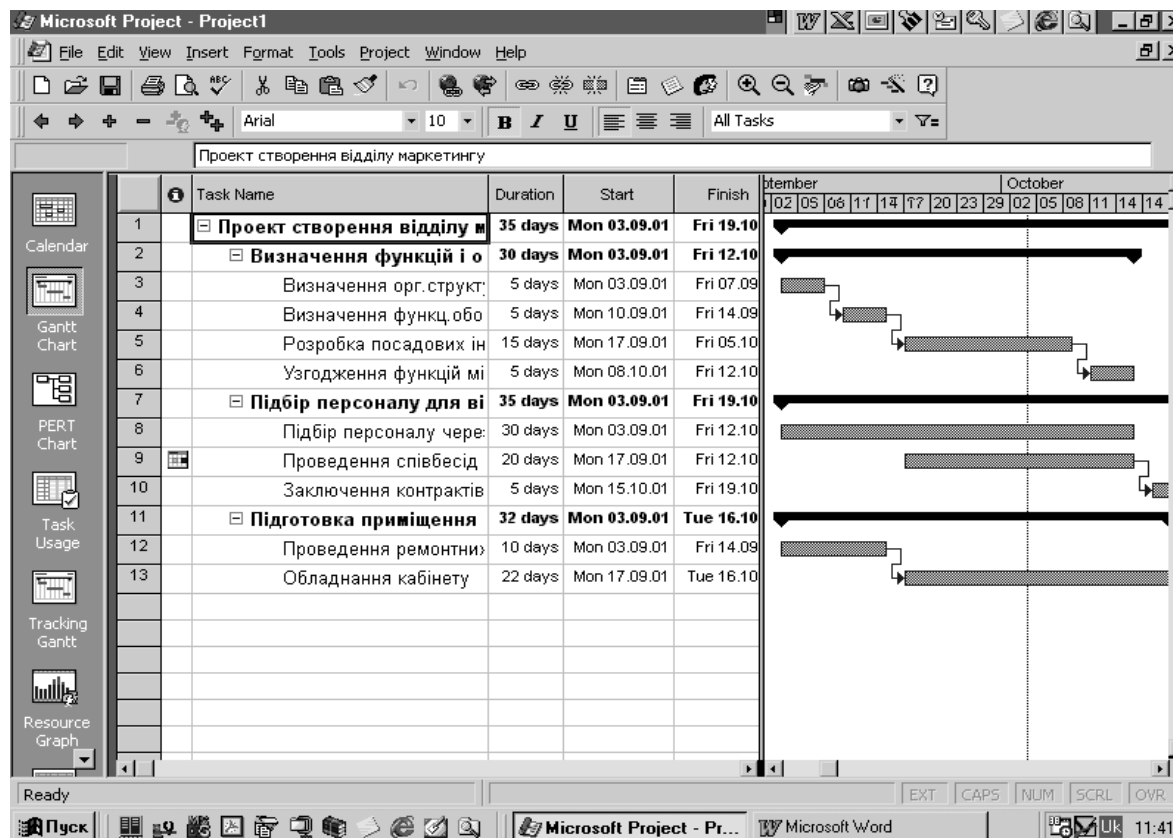 Microsoft Project - Project1
File Edit View Insert Format Tools Project Window Help
Arial 10 B I U All Tasks
Проект створення відділу маркетингу
Task Name Duration Start Finish
ptember October
02 05 08 11 14 17 20 23 29 02 05 08 11 14 14
1 Проект створення відділу м 35 days Mon 03.09.01 Fri 19.10
2 Визначення функцій і о 30 days Mon 03.09.01 Fri 12.10
3 Визначення орг.структ 5 days Mon 03.09.01 Fri 07.09
4 Визначення функц.обо 5 days Mon 10.09.01 Fri 14.09
5 Розробка посадових ін 15 days Mon 17.09.01 Fri 05.10
6 Узгодження функцій мі 5 days Mon 08.10.01 Fri 12.10
7 Підбір персоналу для ві 35 days Mon 03.09.01 Fri 19.10
8 Підбір персоналу чере 30 days Mon 03.09.01 Fri 12.10
9 Проведення співбесід 20 days Mon 17.09.01 Fri 12.10
10 Заключення контрактів 5 days Mon 15.10.01 Fri 19.10
11 Підготовка приміщення 32 days Mon 03.09.01 Tue 16.10
12 Проведення ремонтних 10 days Mon 03.09.01 Fri 14.09
13 Обладнання кабінету 22 days Mon 17.09.01 Tue 16.10
Calendar
Gantt
Chart
PERT
Chart
Task
Usage
Tracking
Gantt
Resource
Graph
Ready EXT CAPS NUM SCRL OVR
Пуск Microsoft Project - Pr... Microsoft Word Uk 11:4